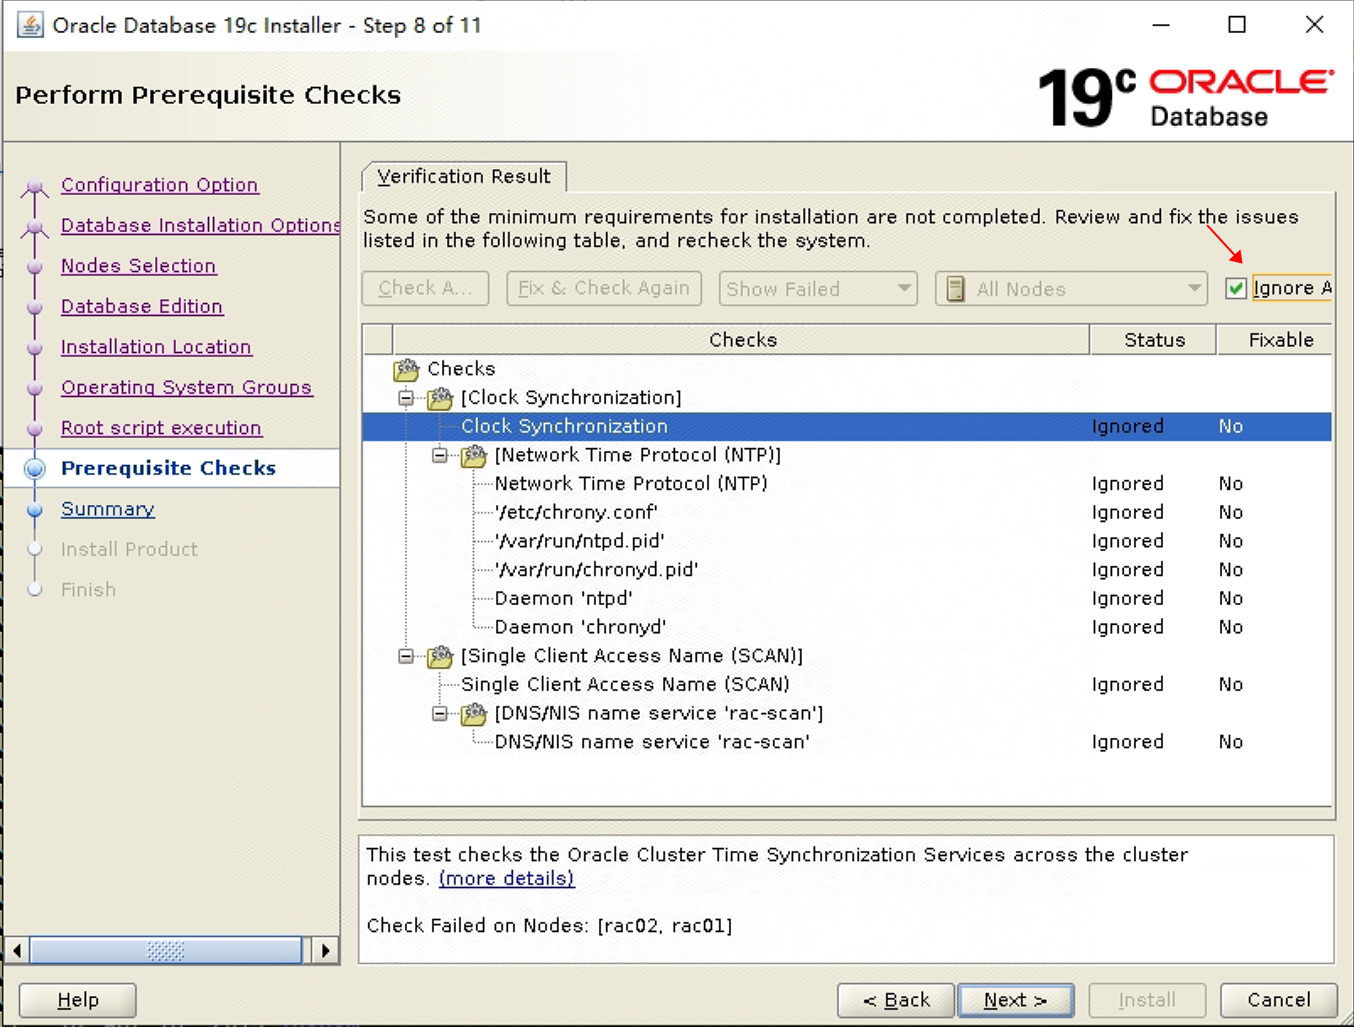 Oracle Database 19c Installer - Step 8 of 11
Perform Prerequisite Checks
19c ORACLE
Database
Configuration Option
Database Installation Options
Nodes Selection
Database Edition
Installation Location
Operating System Groups
Root script execution
Prerequisite Checks
Summary
Install Product
Finish
Verification Result
Some of the minimum requirements for installation are not completed. Review and fix the issues
listed in the following table, and recheck the system.
Check A... Fix & Check Again Show Failed All Nodes Ignore A
Checks Status Fixable
Checks
[Clock Synchronization]
Clock Synchronization Ignored No
[Network Time Protocol (NTP)]
Network Time Protocol (NTP) Ignored No
'/etc/chrony.conf' Ignored No
'/var/run/ntpd.pid' Ignored No
'/var/run/chronyd.pid' Ignored No
Daemon 'ntpd' Ignored No
Daemon 'chronyd' Ignored No
[Single Client Access Name (SCAN)]
Single Client Access Name (SCAN) Ignored No
[DNS/NIS name service 'rac-scan']
DNS/NIS name service 'rac-scan' Ignored No
This test checks the Oracle Cluster Time Synchronization Services across the cluster
nodes. (more details)
Check Failed on Nodes: [rac02, rac01]
Help < Back Next > Install Cancel